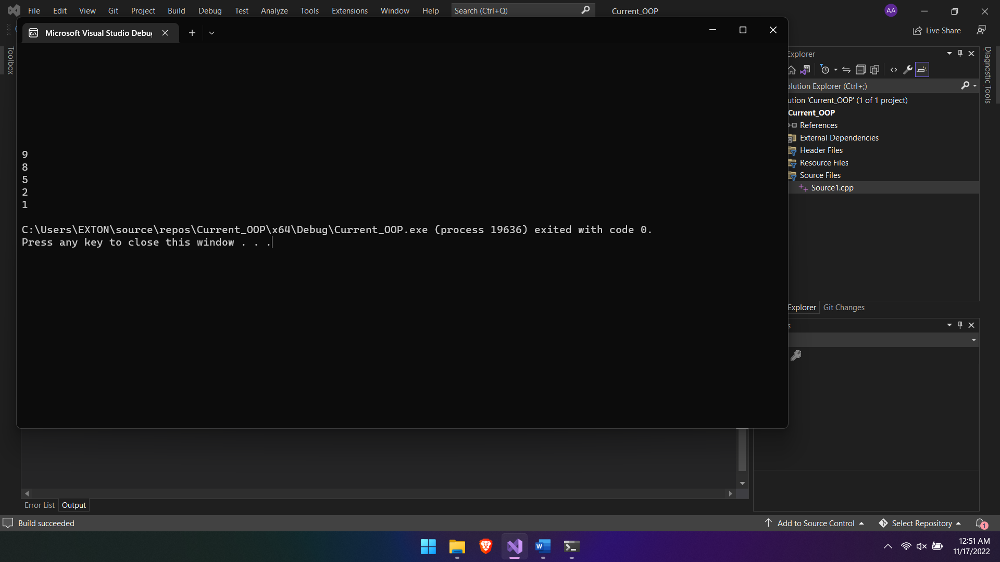 File Edit View Git Project Build Debug Test Analyze Tools Extensions Window Help Search (Ctrl+Q) Current_OOP AA
Microsoft Visual Studio Debu
Live Share
Toolbox
Diagnostic Tools
Explorer
olution Explorer (Ctrl+;)
ution 'Current_OOP' (1 of 1 project)
Current_OOP
References
External Dependencies
Header Files
Resource Files
Source Files
Source1.cpp
9
8
5
2
1
C:\Users\EXTON\source\repos\Current_OOP\x64\Debug\Current_OOP.exe (process 19636) exited with code 0.
Press any key to close this window . . .
Explorer Git Changes
s
Error List Output
Build succeeded
Add to Source Control Select Repository 1
12:51 AM
11/17/2022